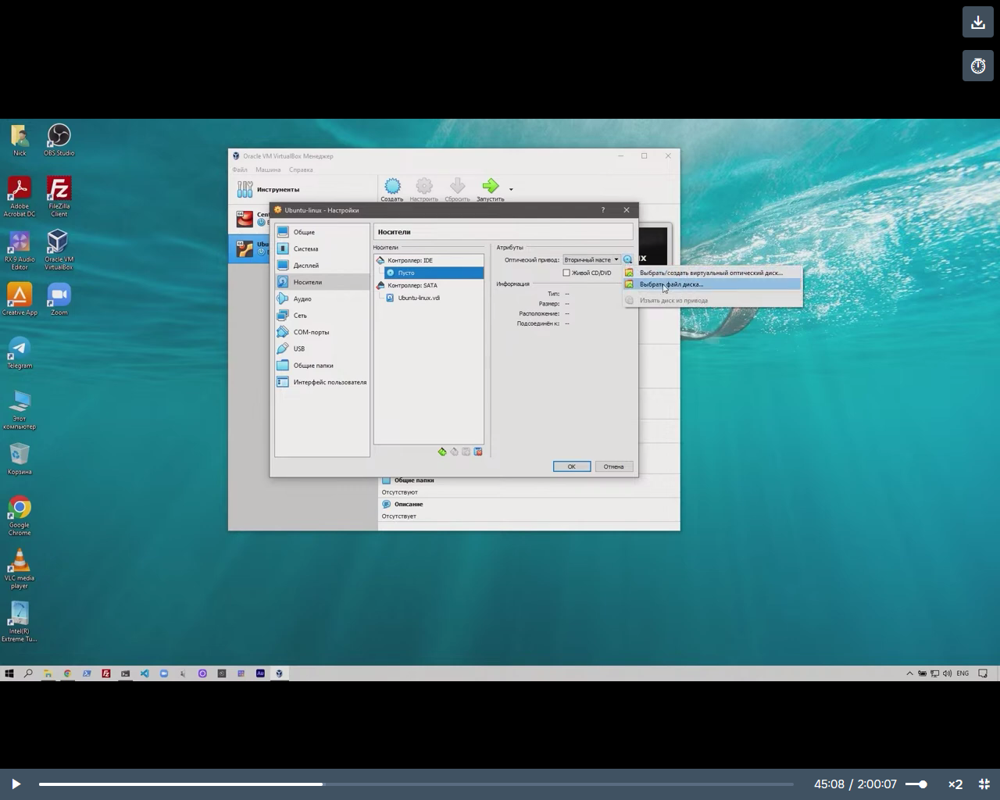 Nick
OBS Studio
Adobe
Acrobat DC
FileZilla
Client
RX 9 Audio
Editor
Oracle VM
VirtualBox
Creative App
Zoom
Telegram
Этот
компьютер
Корзина
Google
Chrome
VLC media
player
Intel(R)
Extreme Tu...
Oracle VM VirtualBox Менеджер
Файл Машина Справка
Инструменты
Создать Настроить Сбросить Запустить
Ubuntu-linux - Настройки
Общие
Система
Дисплей
Носители
Аудио
Сеть
COM-порты
USB
Общие папки
Интерфейс пользователя
Носители
Носители
Контроллер: IDE
Пусто
Контроллер: SATA
Ubuntu-linux.vdi
Атрибуты
Оптический привод: Вторичный масте
Живой CD/DVD
Информация
Тип: --
Размер: --
Расположение: --
Подсоединён к: --
Выбрать/создать виртуальный оптический диск...
Выбрать файл диска...
Изъять диск из привода
OK Отмена
Общие папки
Отсутствуют
Описание
Отсутствует
ENG
45:08 / 2:00:07 ×2